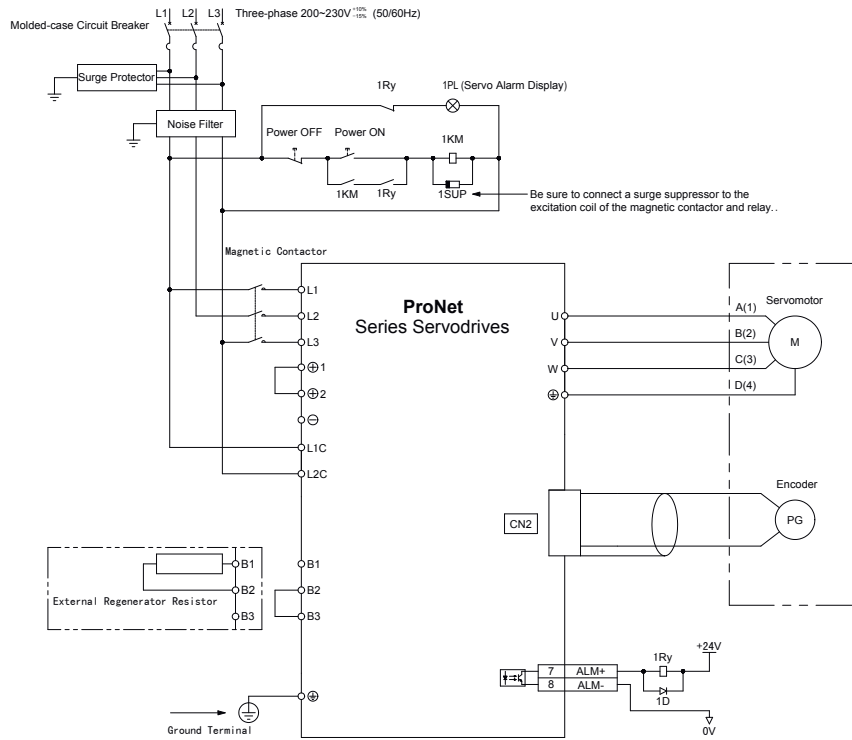 L1 L2 L3 Three-phase 200~230V +10% -15% (50/60Hz)
Molded-case Circuit Breaker
Surge Protector
Noise Filter
1Ry 1PL (Servo Alarm Display)
Power OFF Power ON 1KM
1KM 1Ry 1SUP
Be sure to connect a surge suppressor to the
excitation coil of the magnetic contactor and relay..
Magnetic Contactor
ProNet
Series Servodrives
L1
L2
L3
1
2
L1C
L2C
B1
B2
B3
U
V
W
A(1)
B(2)
C(3)
D(4)
Servomotor
M
Encoder
PG
CN2
External Regenerator Resistor
B1
B2
B3
7 ALM+
8 ALM-
1Ry
1D
+24V
0V
Ground Terminal